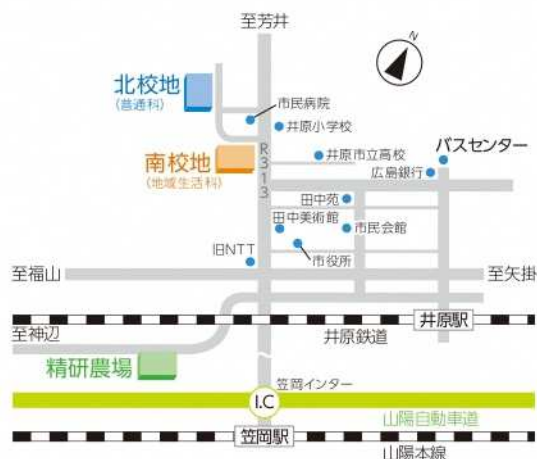 至芳井
N
北校地
(普通科)
市民病院
井原小学校
R313
井原市立高校
バスセンター
広島銀行
南校地
(地域生活科)
田中苑
田中美術館
市民会館
旧NTT
市役所
至福山
至矢掛
井原駅
至神辺
井原鉄道
精研農場
笠岡インター
I.C
山陽自動車道
笠岡駅
山陽本線